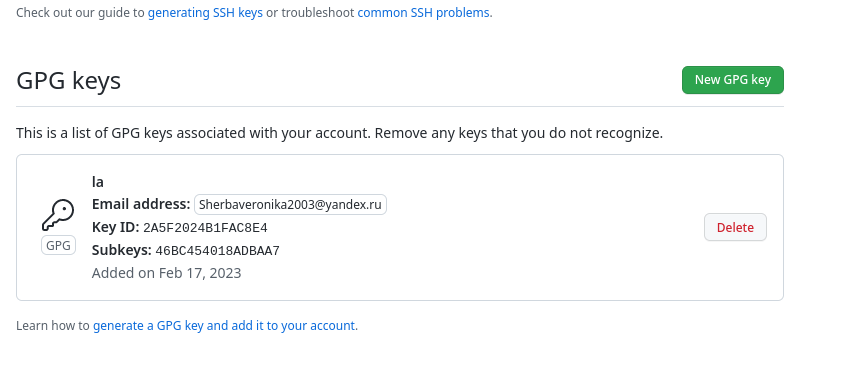 Check out our guide to generating SSH keys or troubleshoot common SSH problems.
GPG keys
New GPG key
This is a list of GPG keys associated with your account. Remove any keys that you do not recognize.
la
Email address: Sherbaveronika2003@yandex.ru
Key ID: 2A5F2024B1FAC8E4
GPG
Subkeys: 46BC454018ADBAA7
Added on Feb 17, 2023
Delete
Learn how to generate a GPG key and add it to your account.